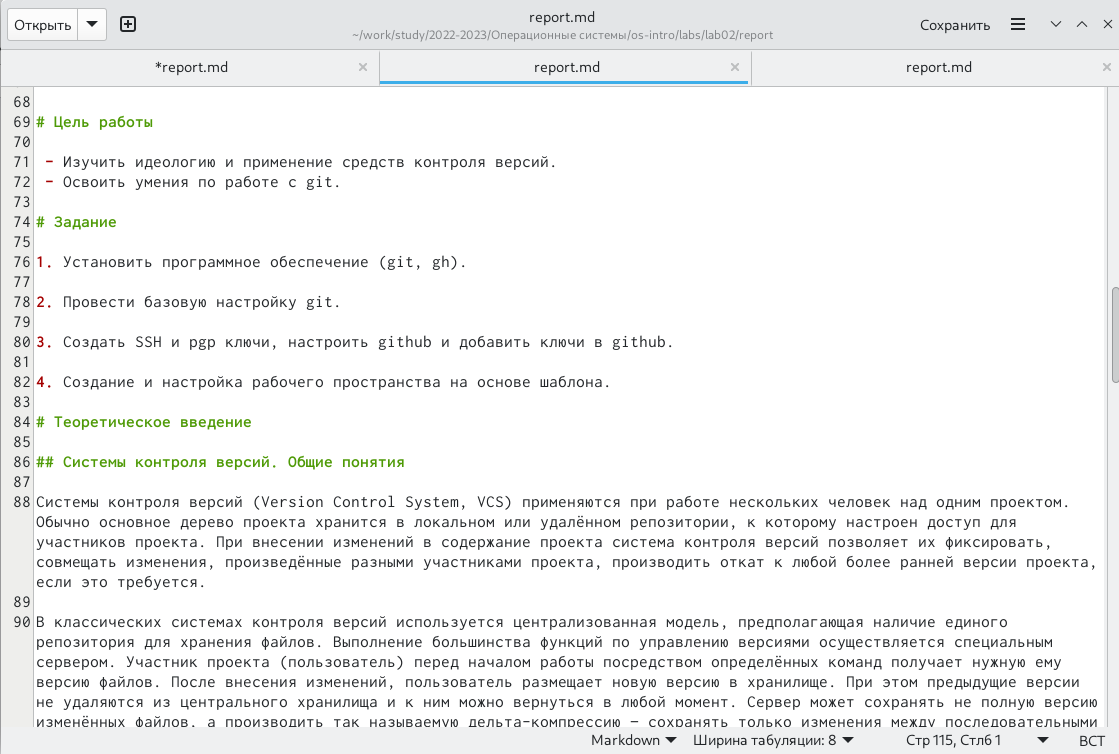 Открыть
report.md
~/work/study/2022-2023/Операционные системы/os-intro/labs/lab02/report
Сохранить
*report.md
report.md
report.md
68
69 # Цель работы
70
71 - Изучить идеологию и применение средств контроля версий.
72 - Освоить умения по работе с git.
73
74 # Задание
75
76 1. Установить программное обеспечение (git, gh).
77
78 2. Провести базовую настройку git.
79
80 3. Создать SSH и pgp ключи, настроить github и добавить ключи в github.
81
82 4. Создание и настройка рабочего пространства на основе шаблона.
83
84 # Теоретическое введение
85
86 ## Системы контроля версий. Общие понятия
87
88 Системы контроля версий (Version Control System, VCS) применяются при работе нескольких человек над одним проектом.
Обычно основное дерево проекта хранится в локальном или удалённом репозитории, к которому настроен доступ для
участников проекта. При внесении изменений в содержание проекта система контроля версий позволяет их фиксировать,
совмещать изменения, произведённые разными участниками проекта, производить откат к любой более ранней версии проекта,
если это требуется.
89
90 В классических системах контроля версий используется централизованная модель, предполагающая наличие единого
репозитория для хранения файлов. Выполнение большинства функций по управлению версиями осуществляется специальным
сервером. Участник проекта (пользователь) перед началом работы посредством определённых команд получает нужную ему
версию файлов. После внесения изменений, пользователь размещает новую версию в хранилище. При этом предыдущие версии
не удаляются из центрального хранилища и к ним можно вернуться в любой момент. Сервер может сохранять не полную версию
изменённых файлов, а производить так называемую дельта-компрессию – сохранять только изменения между последовательными
Markdown
Ширина табуляции: 8
Стр 115, Стлб 1
ВСТ